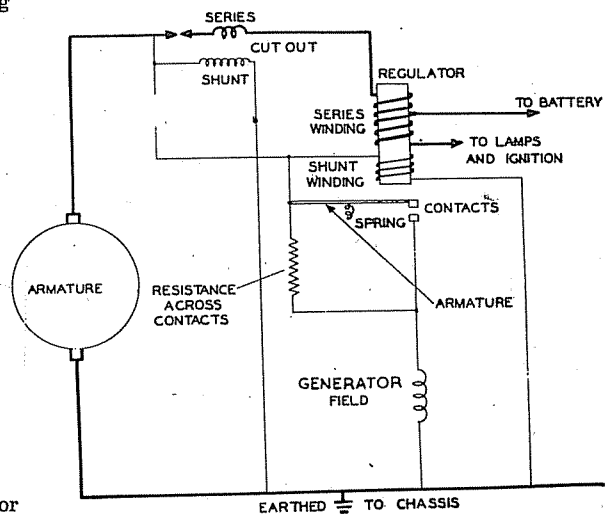 g
SERIES
CUT OUT
SHUNT
REGULATOR
SERIES
WINDING
TO BATTERY
TO LAMPS
AND IGNITION
SHUNT
WINDING
CONTACTS
SPRING
ARMATURE
RESISTANCE
ACROSS
CONTACTS
ARMATURE
GENERATOR
FIELD
or
EARTHED TO CHASSIS